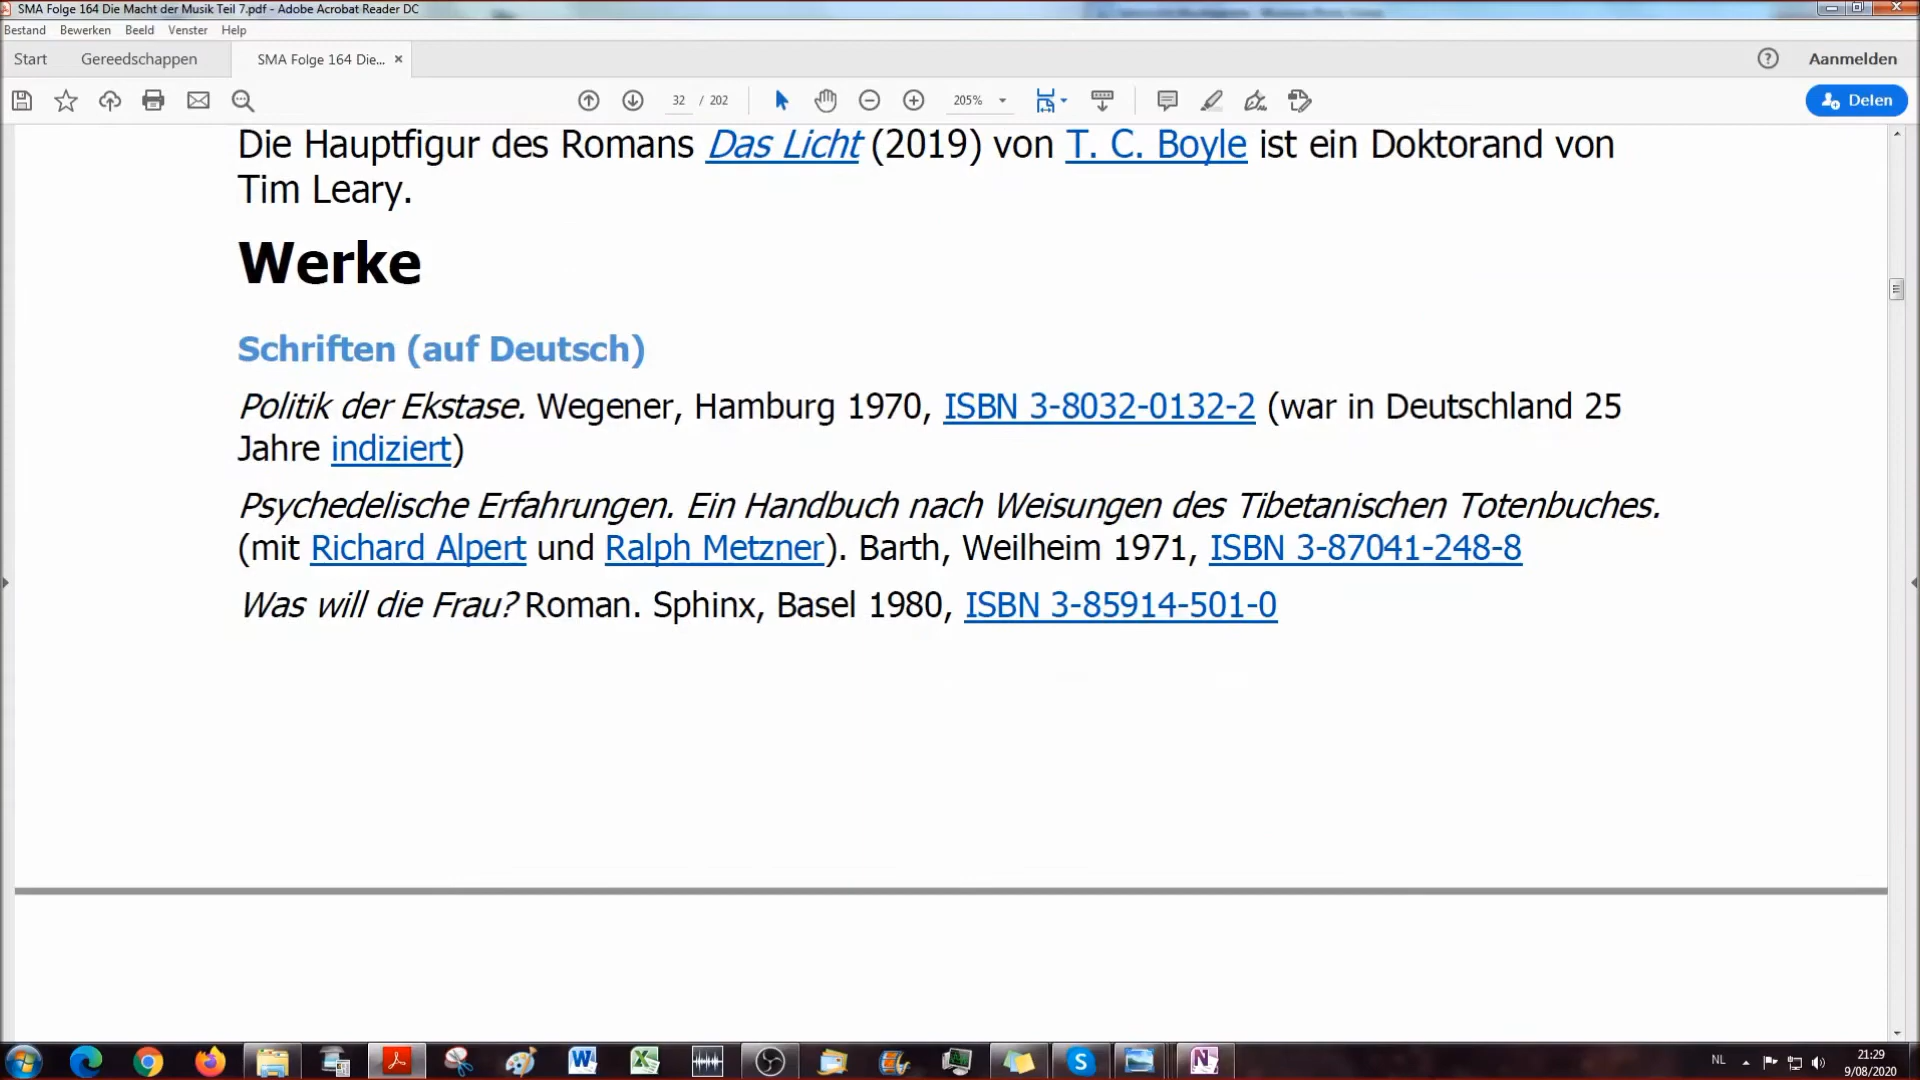 SMA Folge 164 Die Macht der Musik Teil 7.pdf - Adobe Acrobat Reader DC
Bestand Bewerken Beeld Venster Help
Start Gereedschappen SMA Folge 164 Die... × Aanmelden
32 / 202 205% Delen
Die Hauptfigur des Romans Das Licht (2019) von T. C. Boyle ist ein Doktorand von
Tim Leary.
Werke
Schriften (auf Deutsch)
Politik der Ekstase. Wegener, Hamburg 1970, ISBN 3-8032-0132-2 (war in Deutschland 25
Jahre indiziert)
Psychedelische Erfahrungen. Ein Handbuch nach Weisungen des Tibetanischen Totenbuches.
(mit Richard Alpert und Ralph Metzner). Barth, Weilheim 1971, ISBN 3-87041-248-8
Was will die Frau? Roman. Sphinx, Basel 1980, ISBN 3-85914-501-0
NL 21:29
9/08/2020